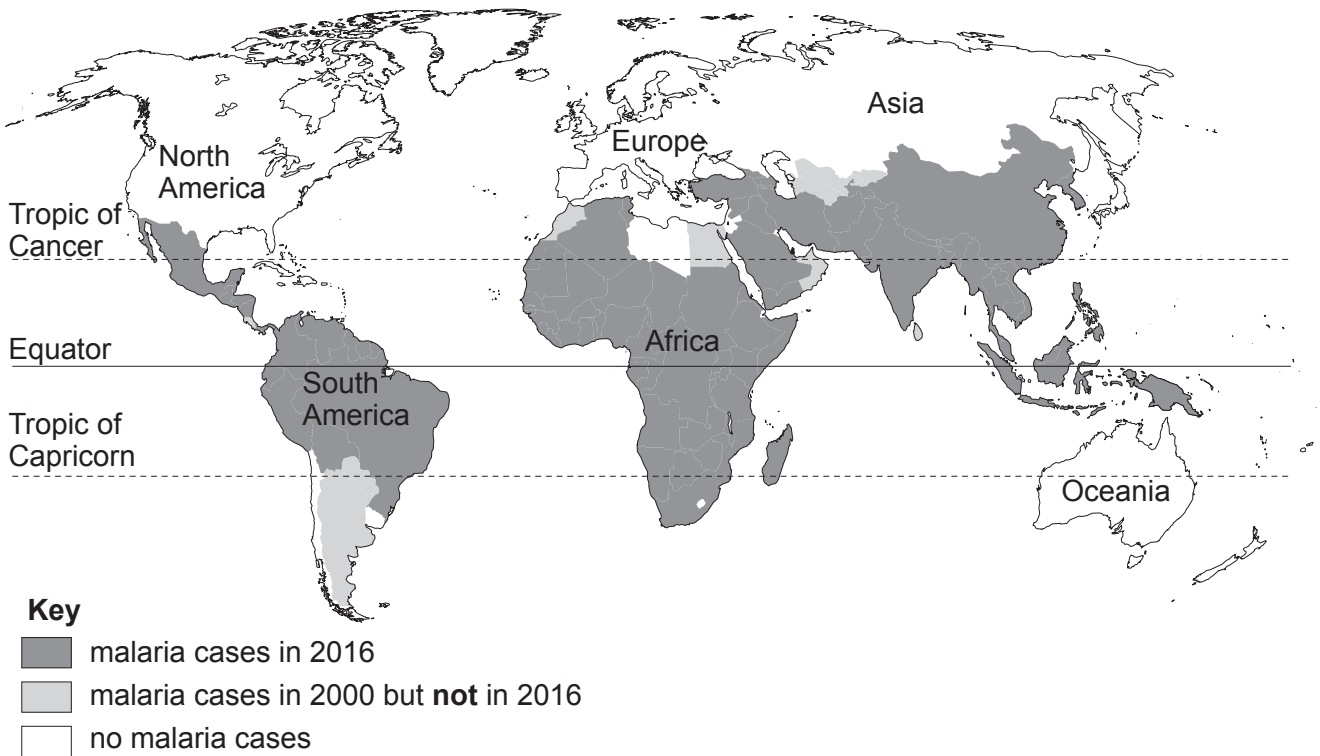 Asia
Europe
North
America
Tropic of
Cancer
Africa
Equator
South
America
Tropic of
Capricorn
Oceania
Key
malaria cases in 2016
malaria cases in 2000 but not in 2016
no malaria cases